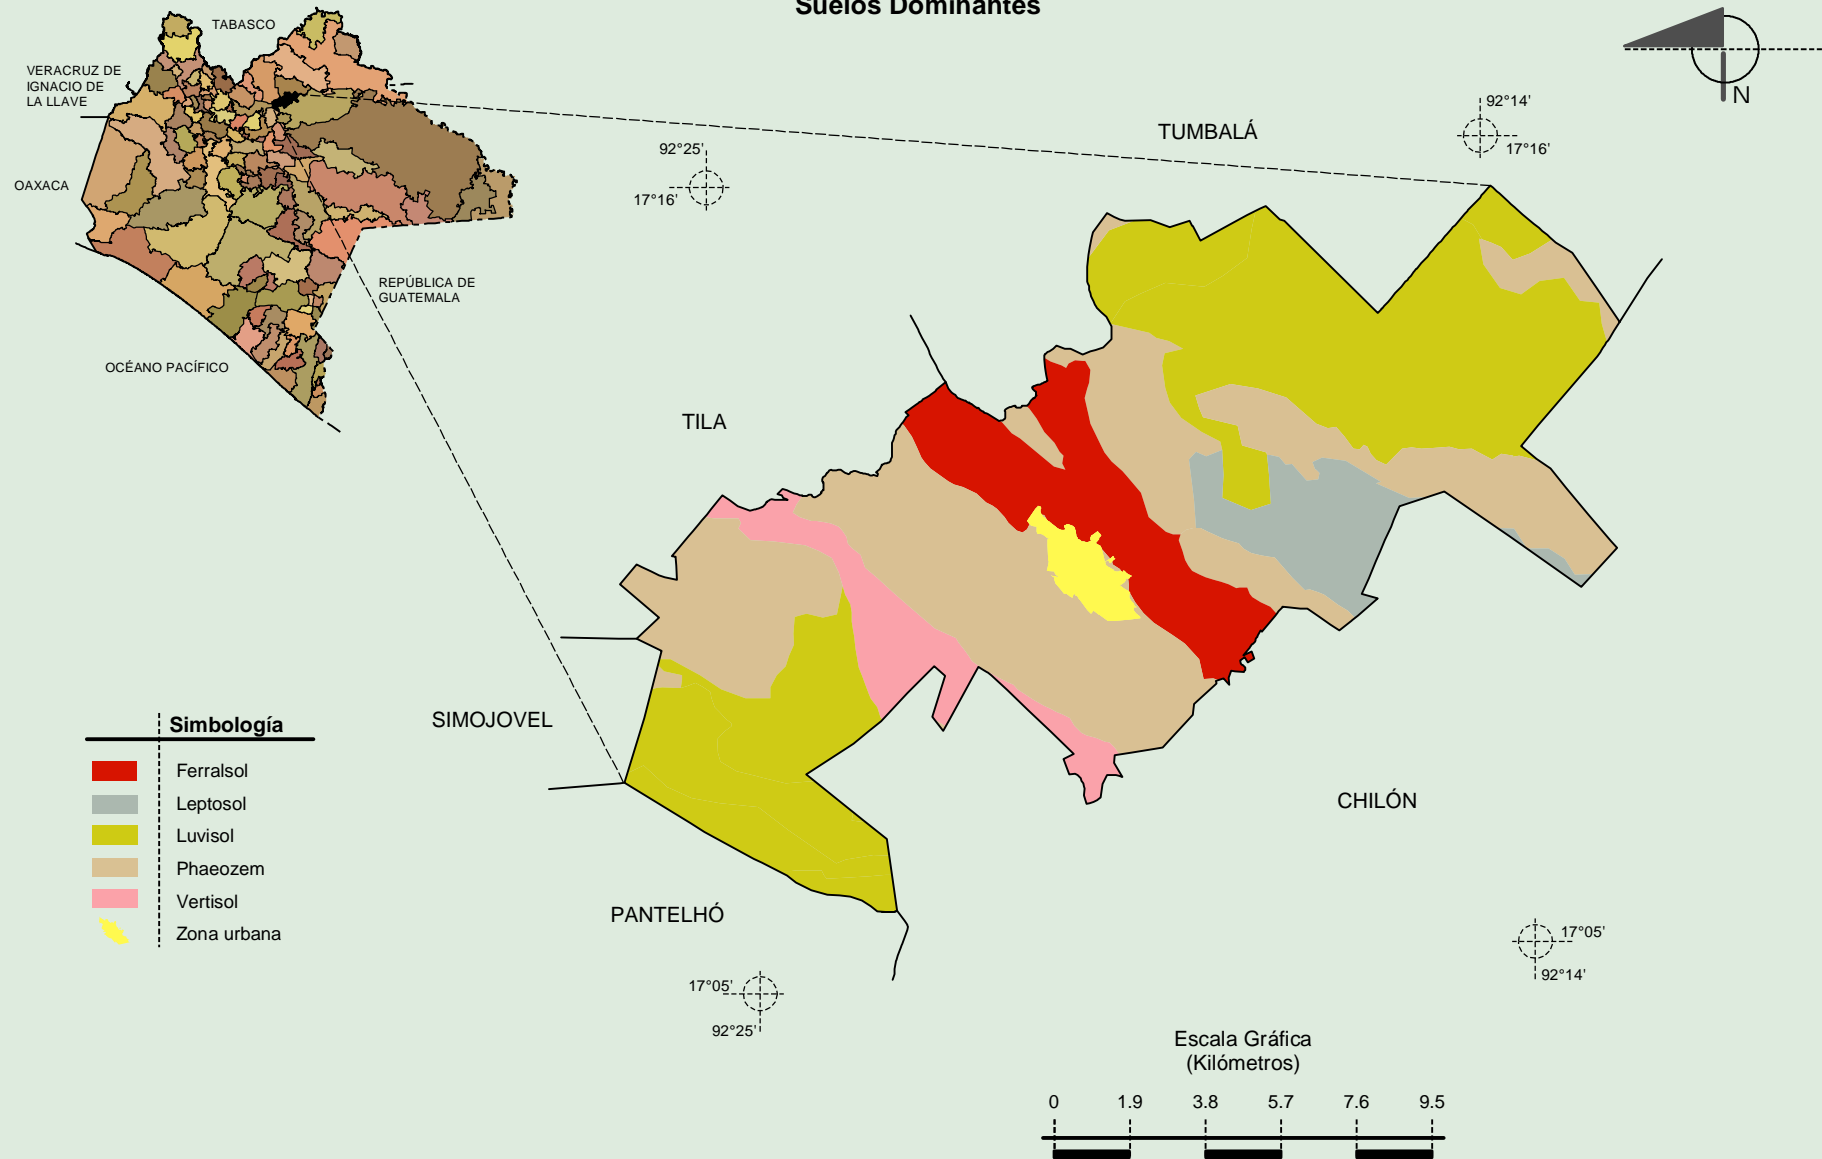 Suelos Dominantes
TABASCO
VERACRUZ DE
IGNACIO DE
LA LLAVE
OAXACA
REPÚBLICA DE
GUATEMALA
OCÉANO PACÍFICO
N
92°25'
17°16'
92°14'
17°16'
TUMBALÁ
TILA
SIMOJOVEL
PANTELHÓ
CHILÓN
Simbología
Ferralsol
Leptosol
Luvisol
Phaeozem
Vertisol
Zona urbana
17°05'
92°25'
17°05'
92°14'
Escala Gráfica
(Kilómetros)
0 1.9 3.8 5.7 7.6 9.5